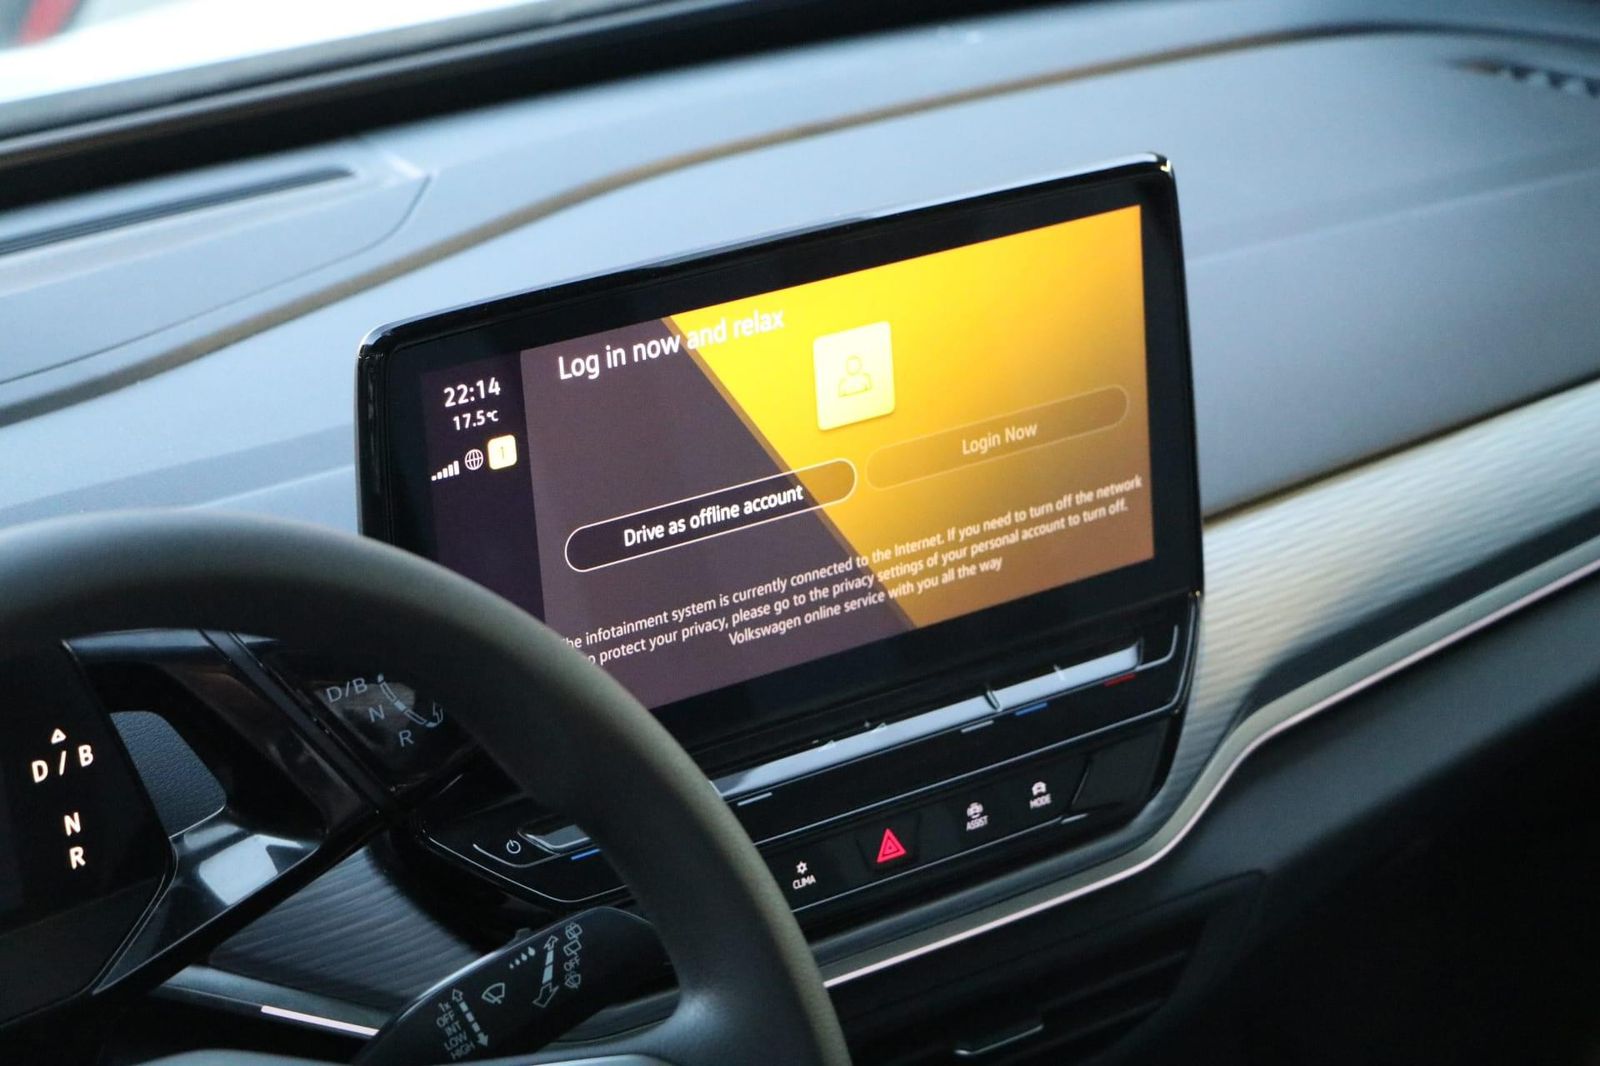 Log in now and relax
22:14
17.5°C
1
Login Now
Drive as offline account
he infotainment system is currently connected to the Internet. If you need to turn off the network
o protect your privacy, please go to the privacy settings of your personal account to turn off.
Volkswagen online service with you all the way
D/B
N
R
D/B
N
R
CLIMA
ASSIST
MODE
1x
OFF
INT
LOW
HIGH
OFF